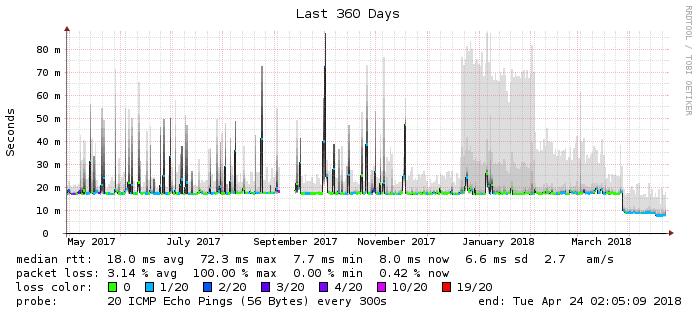 Last 360 Days
RRDTOOL / TOBI OETIKER
Seconds
80 m
70 m
60 m
50 m
40 m
30 m
20 m
10 m
0
May 2017 July 2017 September 2017 November 2017 January 2018 March 2018
median rtt: 18.0 ms avg 72.3 ms max 7.7 ms min 8.0 ms now 6.6 ms sd 2.7 am/s
packet loss: 3.14 % avg 100.00 % max 0.00 % min 0.42 % now
loss color: 0 1/20 2/20 3/20 4/20 10/20 19/20
probe: 20 ICMP Echo Pings (56 Bytes) every 300s end: Tue Apr 24 02:05:09 2018